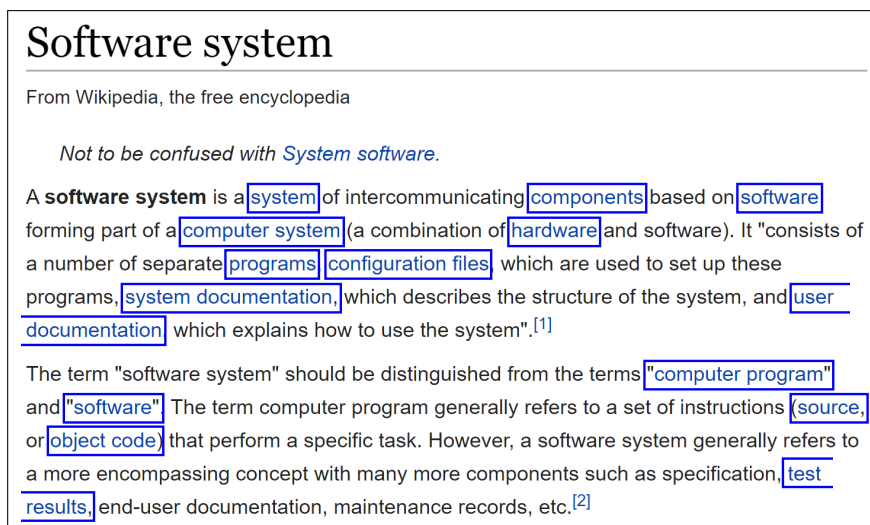 Software system
From Wikipedia, the free encyclopedia
Not to be confused with System software.
A software system is a system of intercommunicating components based on software
forming part of a computer system (a combination of hardware and software). It "consists of
a number of separate programs, configuration files, which are used to set up these
programs, system documentation, which describes the structure of the system, and user
documentation, which explains how to use the system".[1]
The term "software system" should be distinguished from the terms "computer program"
and "software". The term computer program generally refers to a set of instructions (source,
or object code) that perform a specific task. However, a software system generally refers to
a more encompassing concept with many more components such as specification, test
results, end-user documentation, maintenance records, etc.[2]